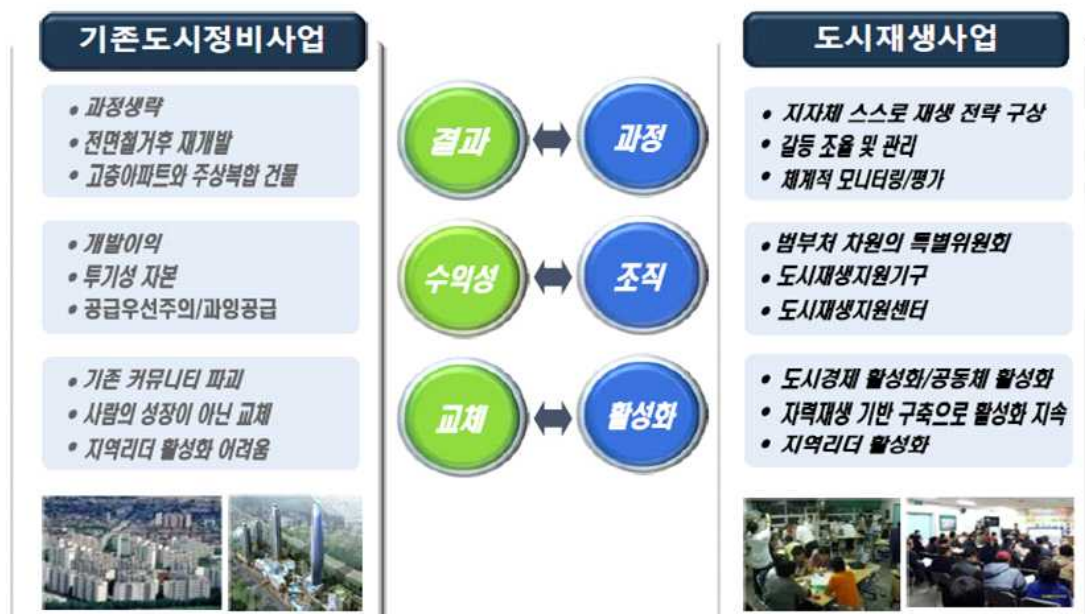 기존도시정비사업
• 과정생략
• 전면철거후 재개발
• 고층아파트와 주상복합 건물
• 개발이익
• 투기성 자본
• 공급우선주의/과잉공급
• 기존 커뮤니티 파괴
• 사람의 성장이 아닌 교체
• 지역리더 활성화 어려움
결과
과정
수익성
조직
교체
활성화
도시재생사업
• 지자체 스스로 재생 전략 구상
• 갈등 조율 및 관리
• 체계적 모니터링/평가
• 범부처 차원의 특별위원회
• 도시재생지원기구
• 도시재생지원센터
• 도시경제 활성화/공동체 활성화
• 자력재생 기반 구축으로 활성화 지속
• 지역리더 활성화